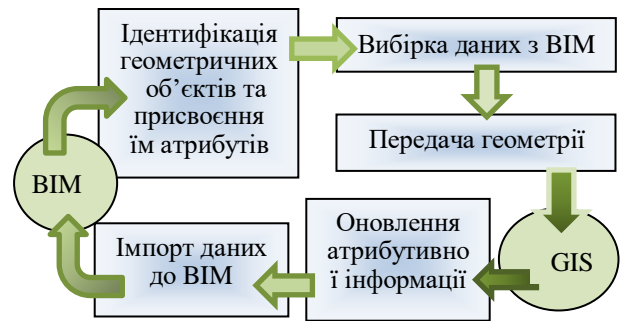 Ідентифікація
геометричних
об’єктів та
присвоєння
їм атрибутів
Вибірка даних з BIM
Передача геометрії
GIS
Оновлення
атрибутивно
ї інформації
Імпорт даних
до BIM
BIM